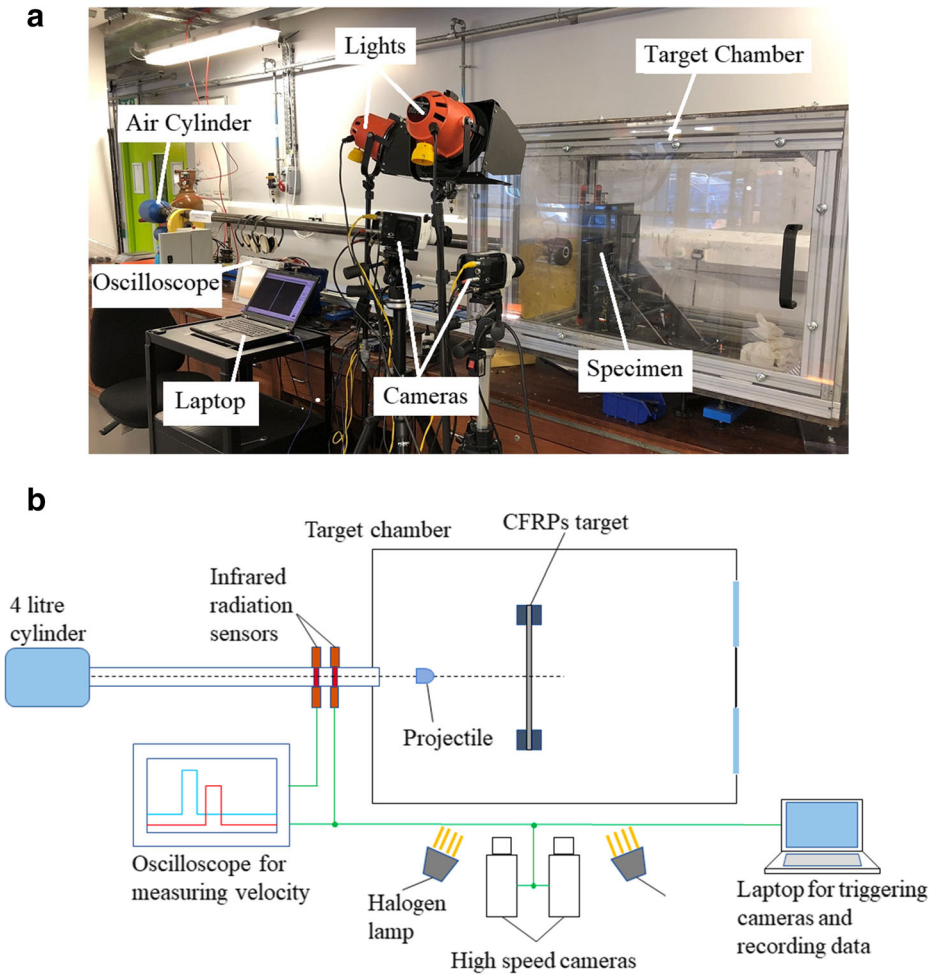 a
Lights
Target Chamber
Air Cylinder
Oscilloscope
Laptop
Cameras
Specimen
b
Target chamber
CFRPs target
Infrared
radiation
sensors
4 litre
cylinder
Projectile
Oscilloscope for
measuring velocity
Halogen
lamp
High speed cameras
Laptop for triggering
cameras and
recording data